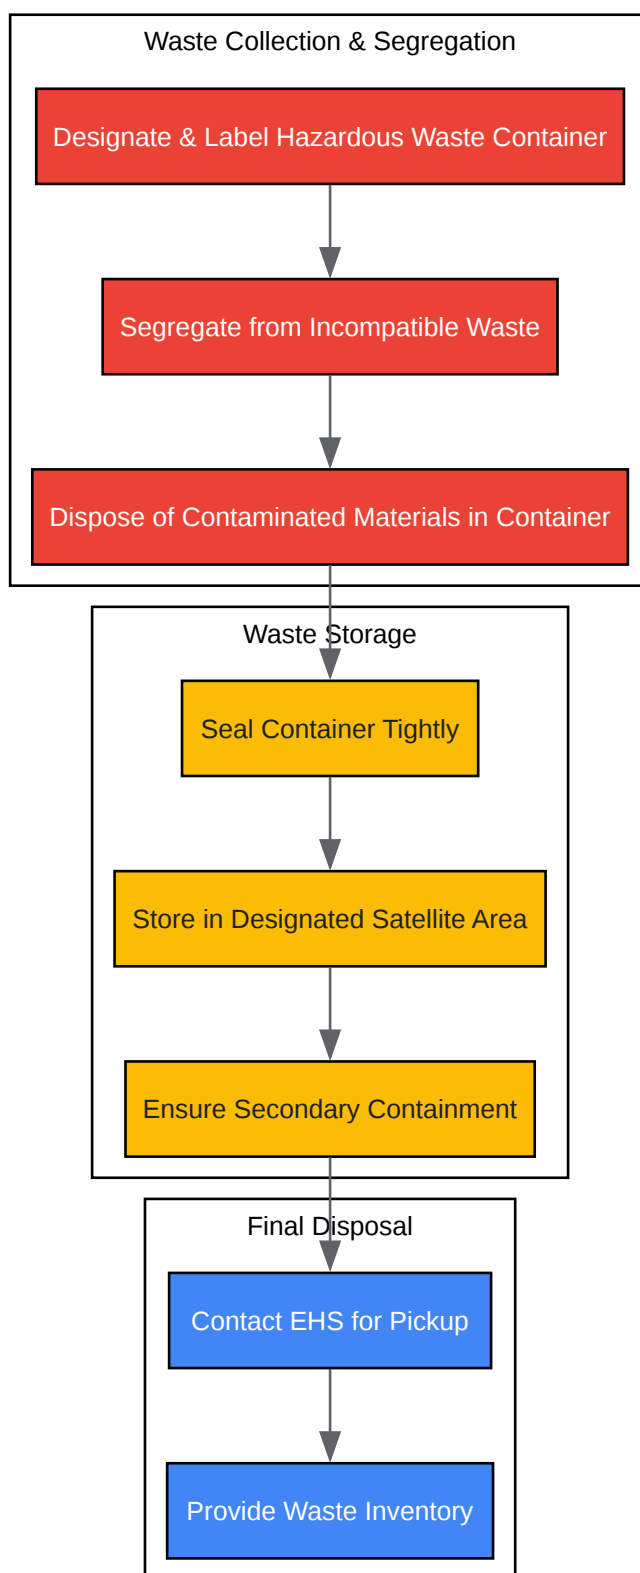 Waste Collection & Segregation
Designate & Label Hazardous Waste Container
Segregate from Incompatible Waste
Dispose of Contaminated Materials in Container
Waste Storage
Seal Container Tightly
Store in Designated Satellite Area
Ensure Secondary Containment
Final Disposal
Contact EHS for Pickup
Provide Waste Inventory